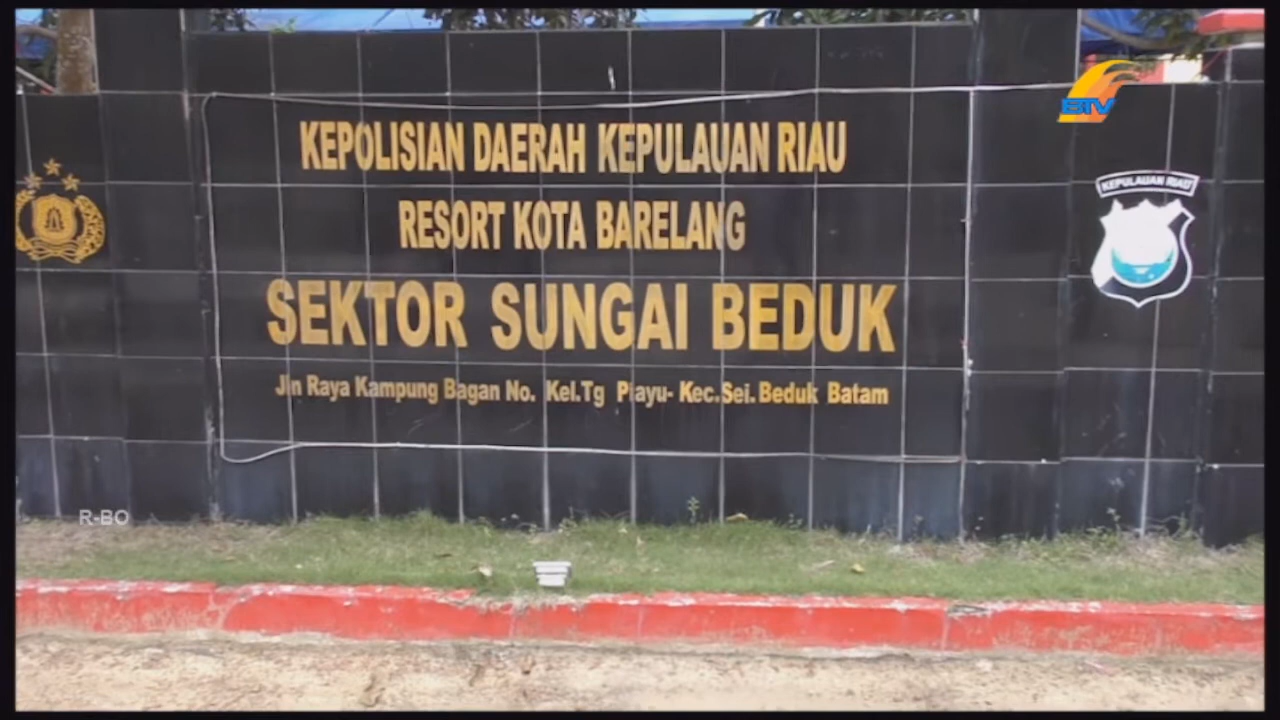 BTV
KEPULAUAN RIAU
KEPOLISIAN DAERAH KEPULAUAN RIAU
RESORT KOTA BARELANG
SEKTOR SUNGAI BEDUK
Jln Raya Kampung Bagan No. Kel.Tg Piayu- Kec.Sei.Beduk Batam
R-BO